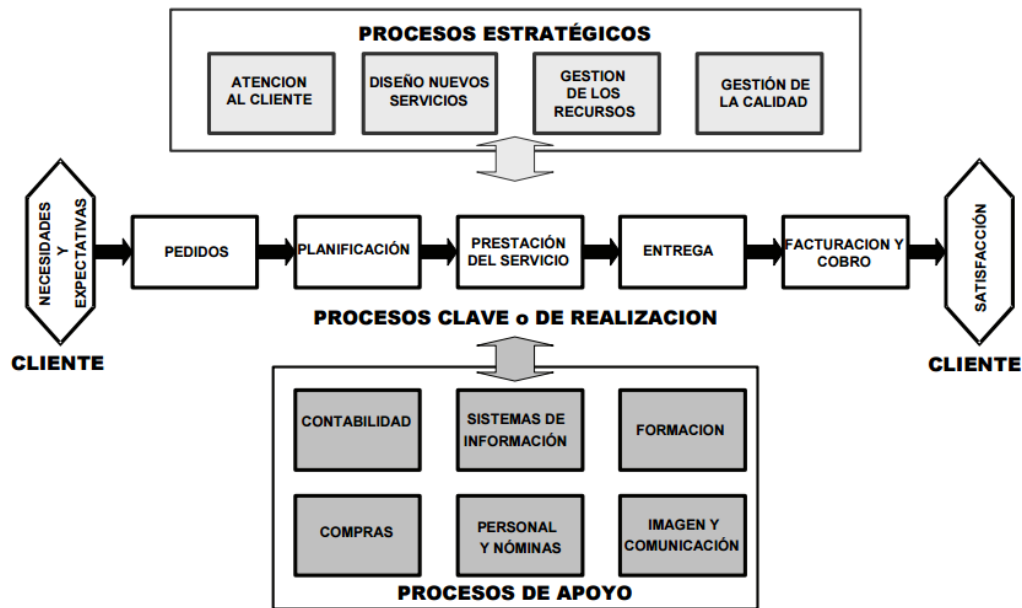 PROCESOS ESTRATÉGICOS
ATENCION
AL CLIENTE
DISEÑO NUEVOS
SERVICIOS
GESTION
DE LOS
RECURSOS
GESTIÓN DE
LA CALIDAD
NECESIDADES
Y
EXPECTATIVAS
CLIENTE
PEDIDOS
PLANIFICACIÓN
PRESTACIÓN
DEL SERVICIO
ENTREGA
FACTURACION Y
COBRO
SATISFACCIÓN
CLIENTE
PROCESOS CLAVE o DE REALIZACION
CONTABILIDAD
SISTEMAS DE
INFORMACIÓN
FORMACION
COMPRAS
PERSONAL
Y NÓMINAS
IMAGEN Y
COMUNICACIÓN
PROCESOS DE APOYO